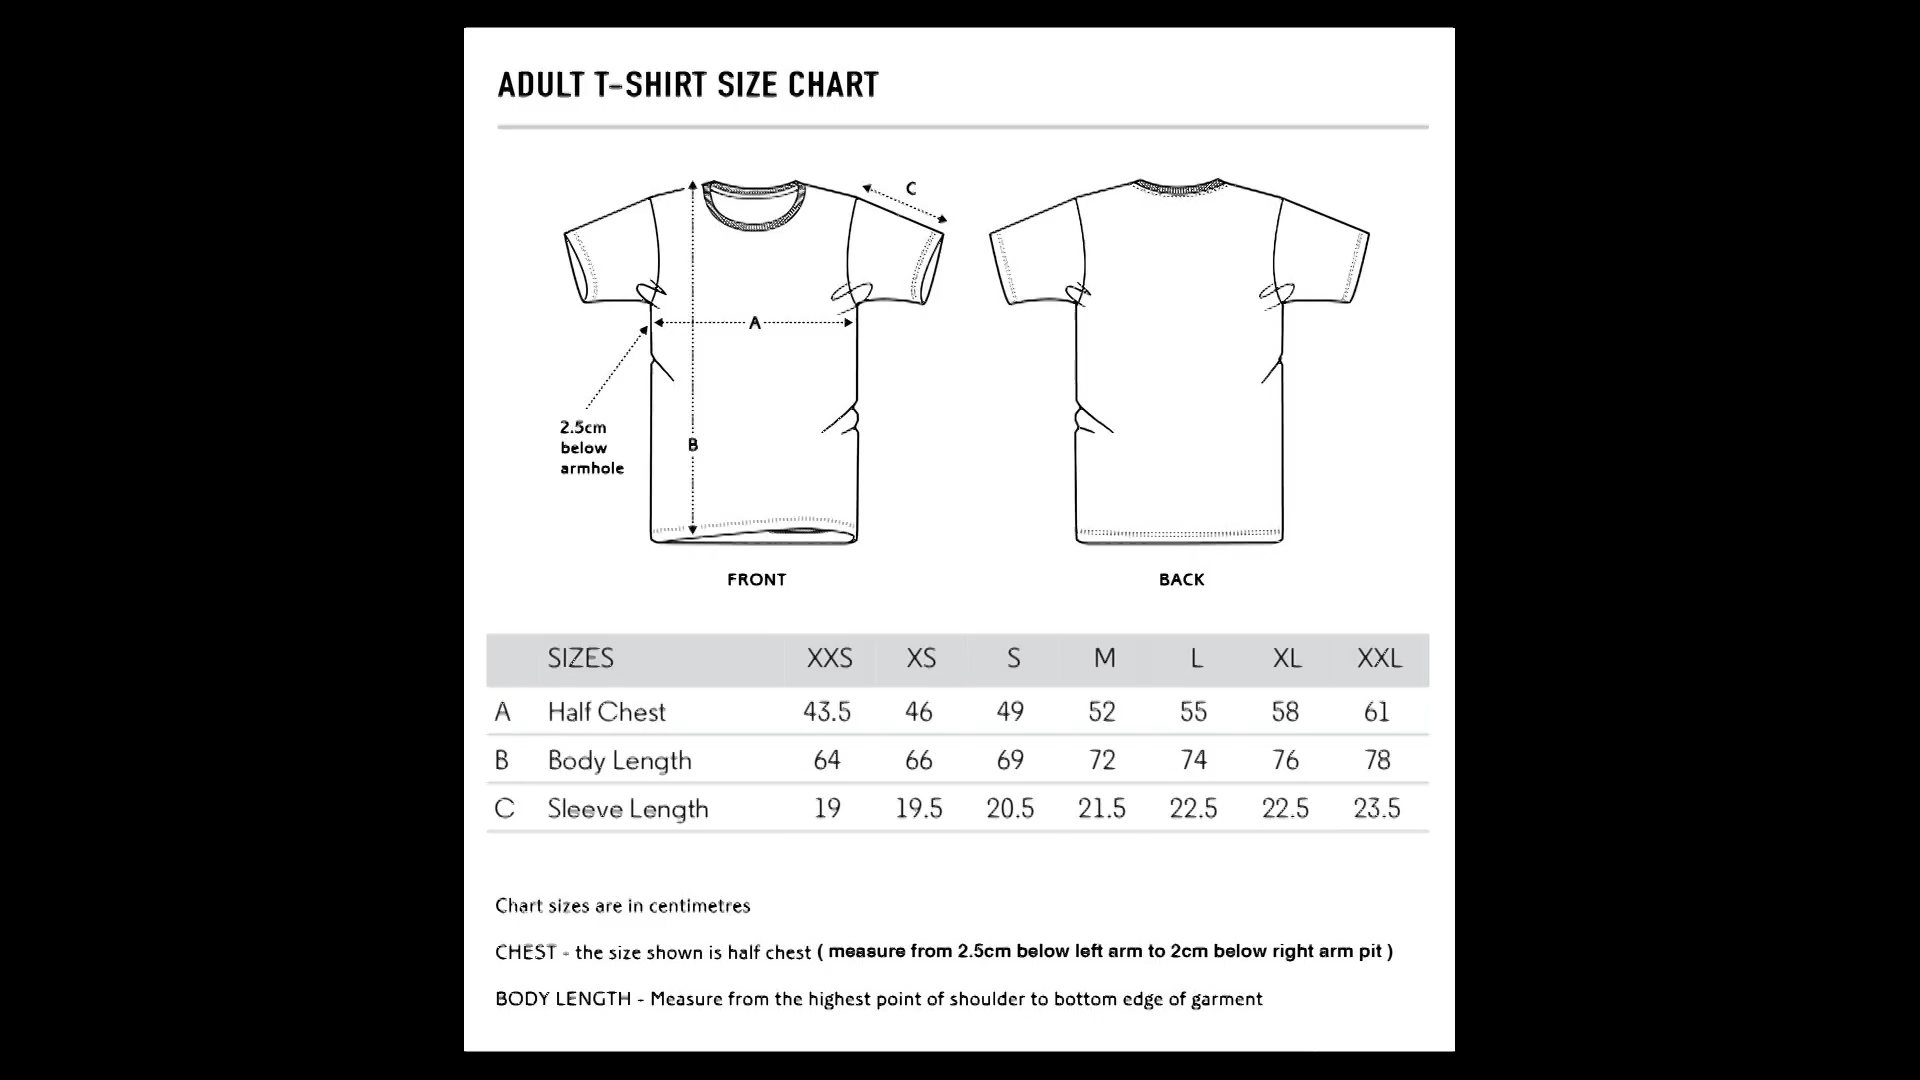 ADULT T-SHIRT SIZE CHART
C
A
2.5cm
below
armhole
B
FRONT
BACK
SIZES XXS XS S M L XL XXL
A Half Chest 43.5 46 49 52 55 58 61
B Body Length 64 66 69 72 74 76 78
C Sleeve Length 19 19.5 20.5 21.5 22.5 22.5 23.5
Chart sizes are in centimetres
CHEST - the size shown is half chest ( measure from 2.5cm below left arm to 2cm below right arm pit )
BODY LENGTH - Measure from the highest point of shoulder to bottom edge of garment